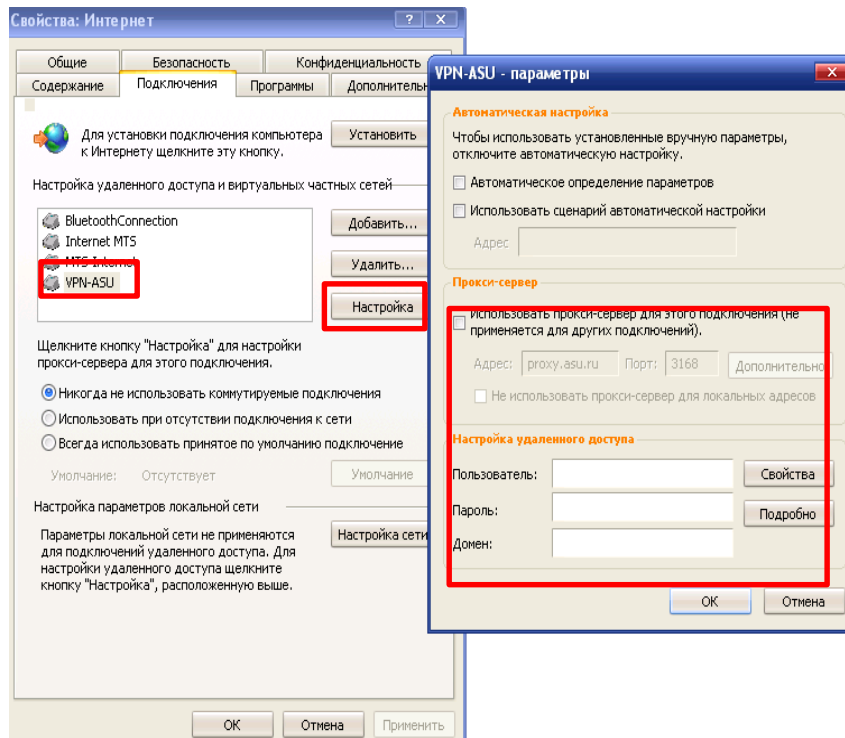 Свойства: Интернет
Общие
Безопасность
Конфиденциальность
Содержание
Подключения
Программы
Дополнитель
Для установки подключения компьютера
к Интернету щелкните эту кнопку.
Установить
Настройка удаленного доступа и виртуальных частных сетей
BluetoothConnection
Internet MTS
MTS-Internet
VPN-ASU
Добавить...
Удалить...
Настройка
Щелкните кнопку "Настройка" для настройки
прокси-сервера для этого подключения.
Никогда не использовать коммутируемые подключения
Использовать при отсутствии подключения к сети
Всегда использовать принятое по умолчанию подключение
Умолчание:
Отсутствует
Умолчание
Настройка параметров локальной сети
Параметры локальной сети не применяются
для подключений удаленного доступа. Для
настройки удаленного доступа щелкните
кнопку "Настройка", расположенную выше.
Настройка сети
ОК
Отмена
Применить
VPN-ASU - параметры
Автоматическая настройка
Чтобы использовать установленные вручную параметры,
отключите автоматическую настройку.
Автоматическое определение параметров
Использовать сценарий автоматической настройки
Адрес
Прокси-сервер
Использовать прокси-сервер для этого подключения (не
применяется для других подключений).
Адрес: proxy.asu.ru Порт: 3168 Дополнительно
Не использовать прокси-сервер для локальных адресов
Настройка удаленного доступа
Пользователь:
Свойства
Пароль:
Подробно
Домен:
ОК
Отмена